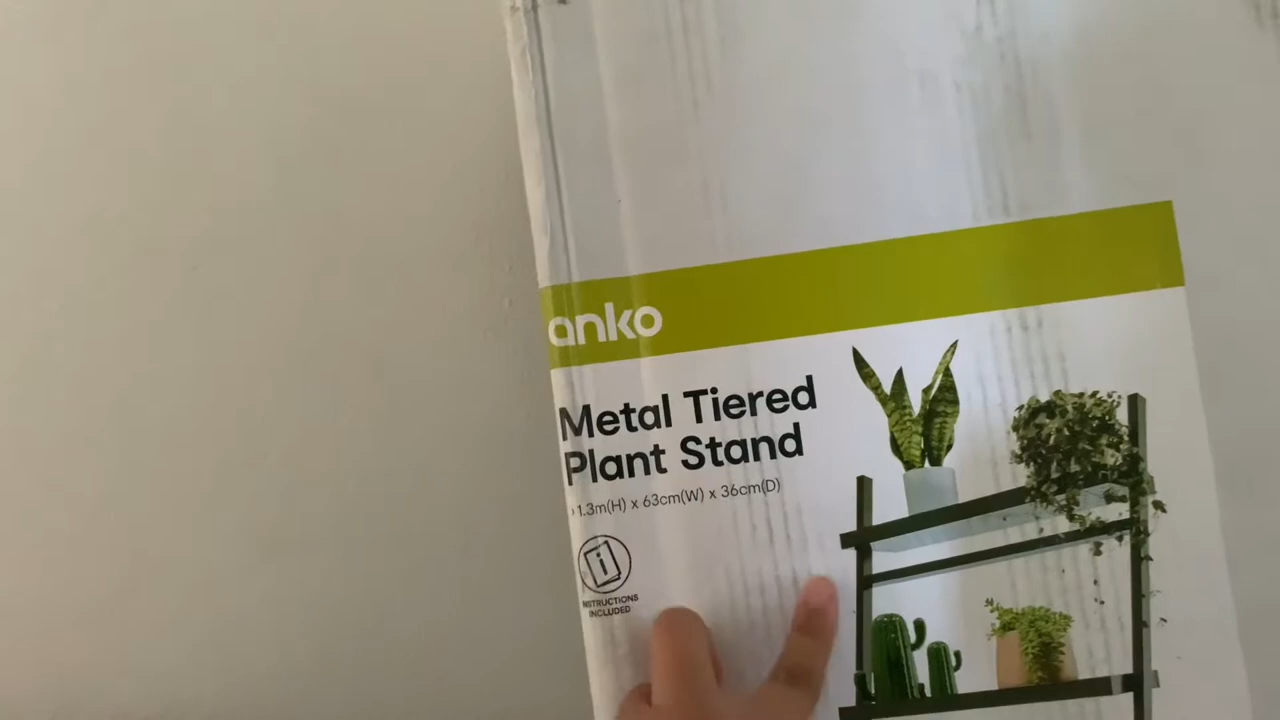 anko
Metal Tiered
Plant Stand
1.3m(H) x 63cm(W) x 36cm(D)
i
INSTRUCTIONS
INCLUDED